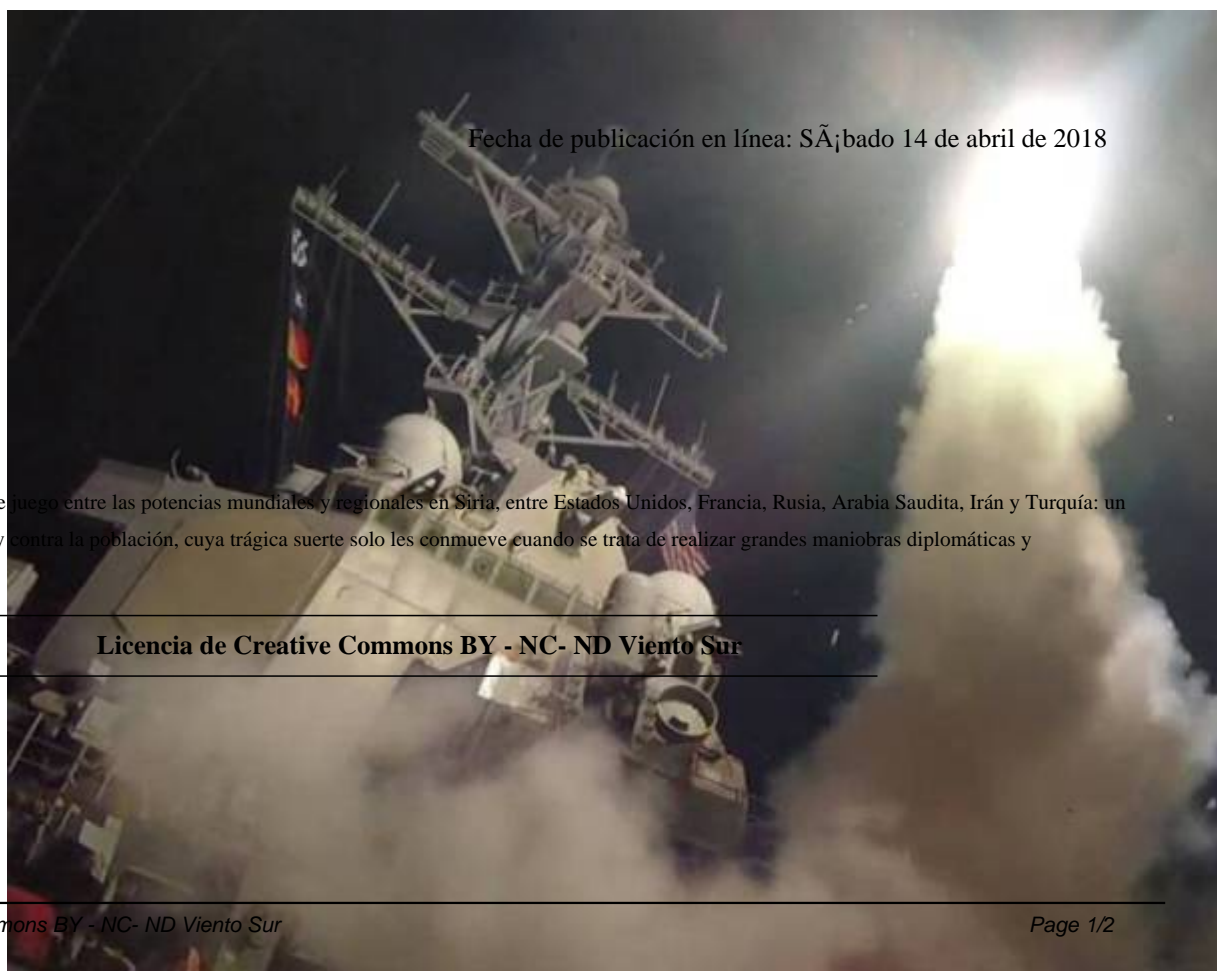 Fecha de publicación en línea: SÃ¡bado 14 de abril de 2018
juego entre las potencias mundiales y regionales en Siria, entre Estados Unidos, Francia, Rusia, Arabia Saudita, Irán y Turquía: un
contra la población, cuya trágica suerte solo les conmueve cuando se trata de realizar grandes maniobras diplomáticas y
Licencia de Creative Commons BY - NC- ND Viento Sur
BY - NC- ND Viento Sur
Page 1/2